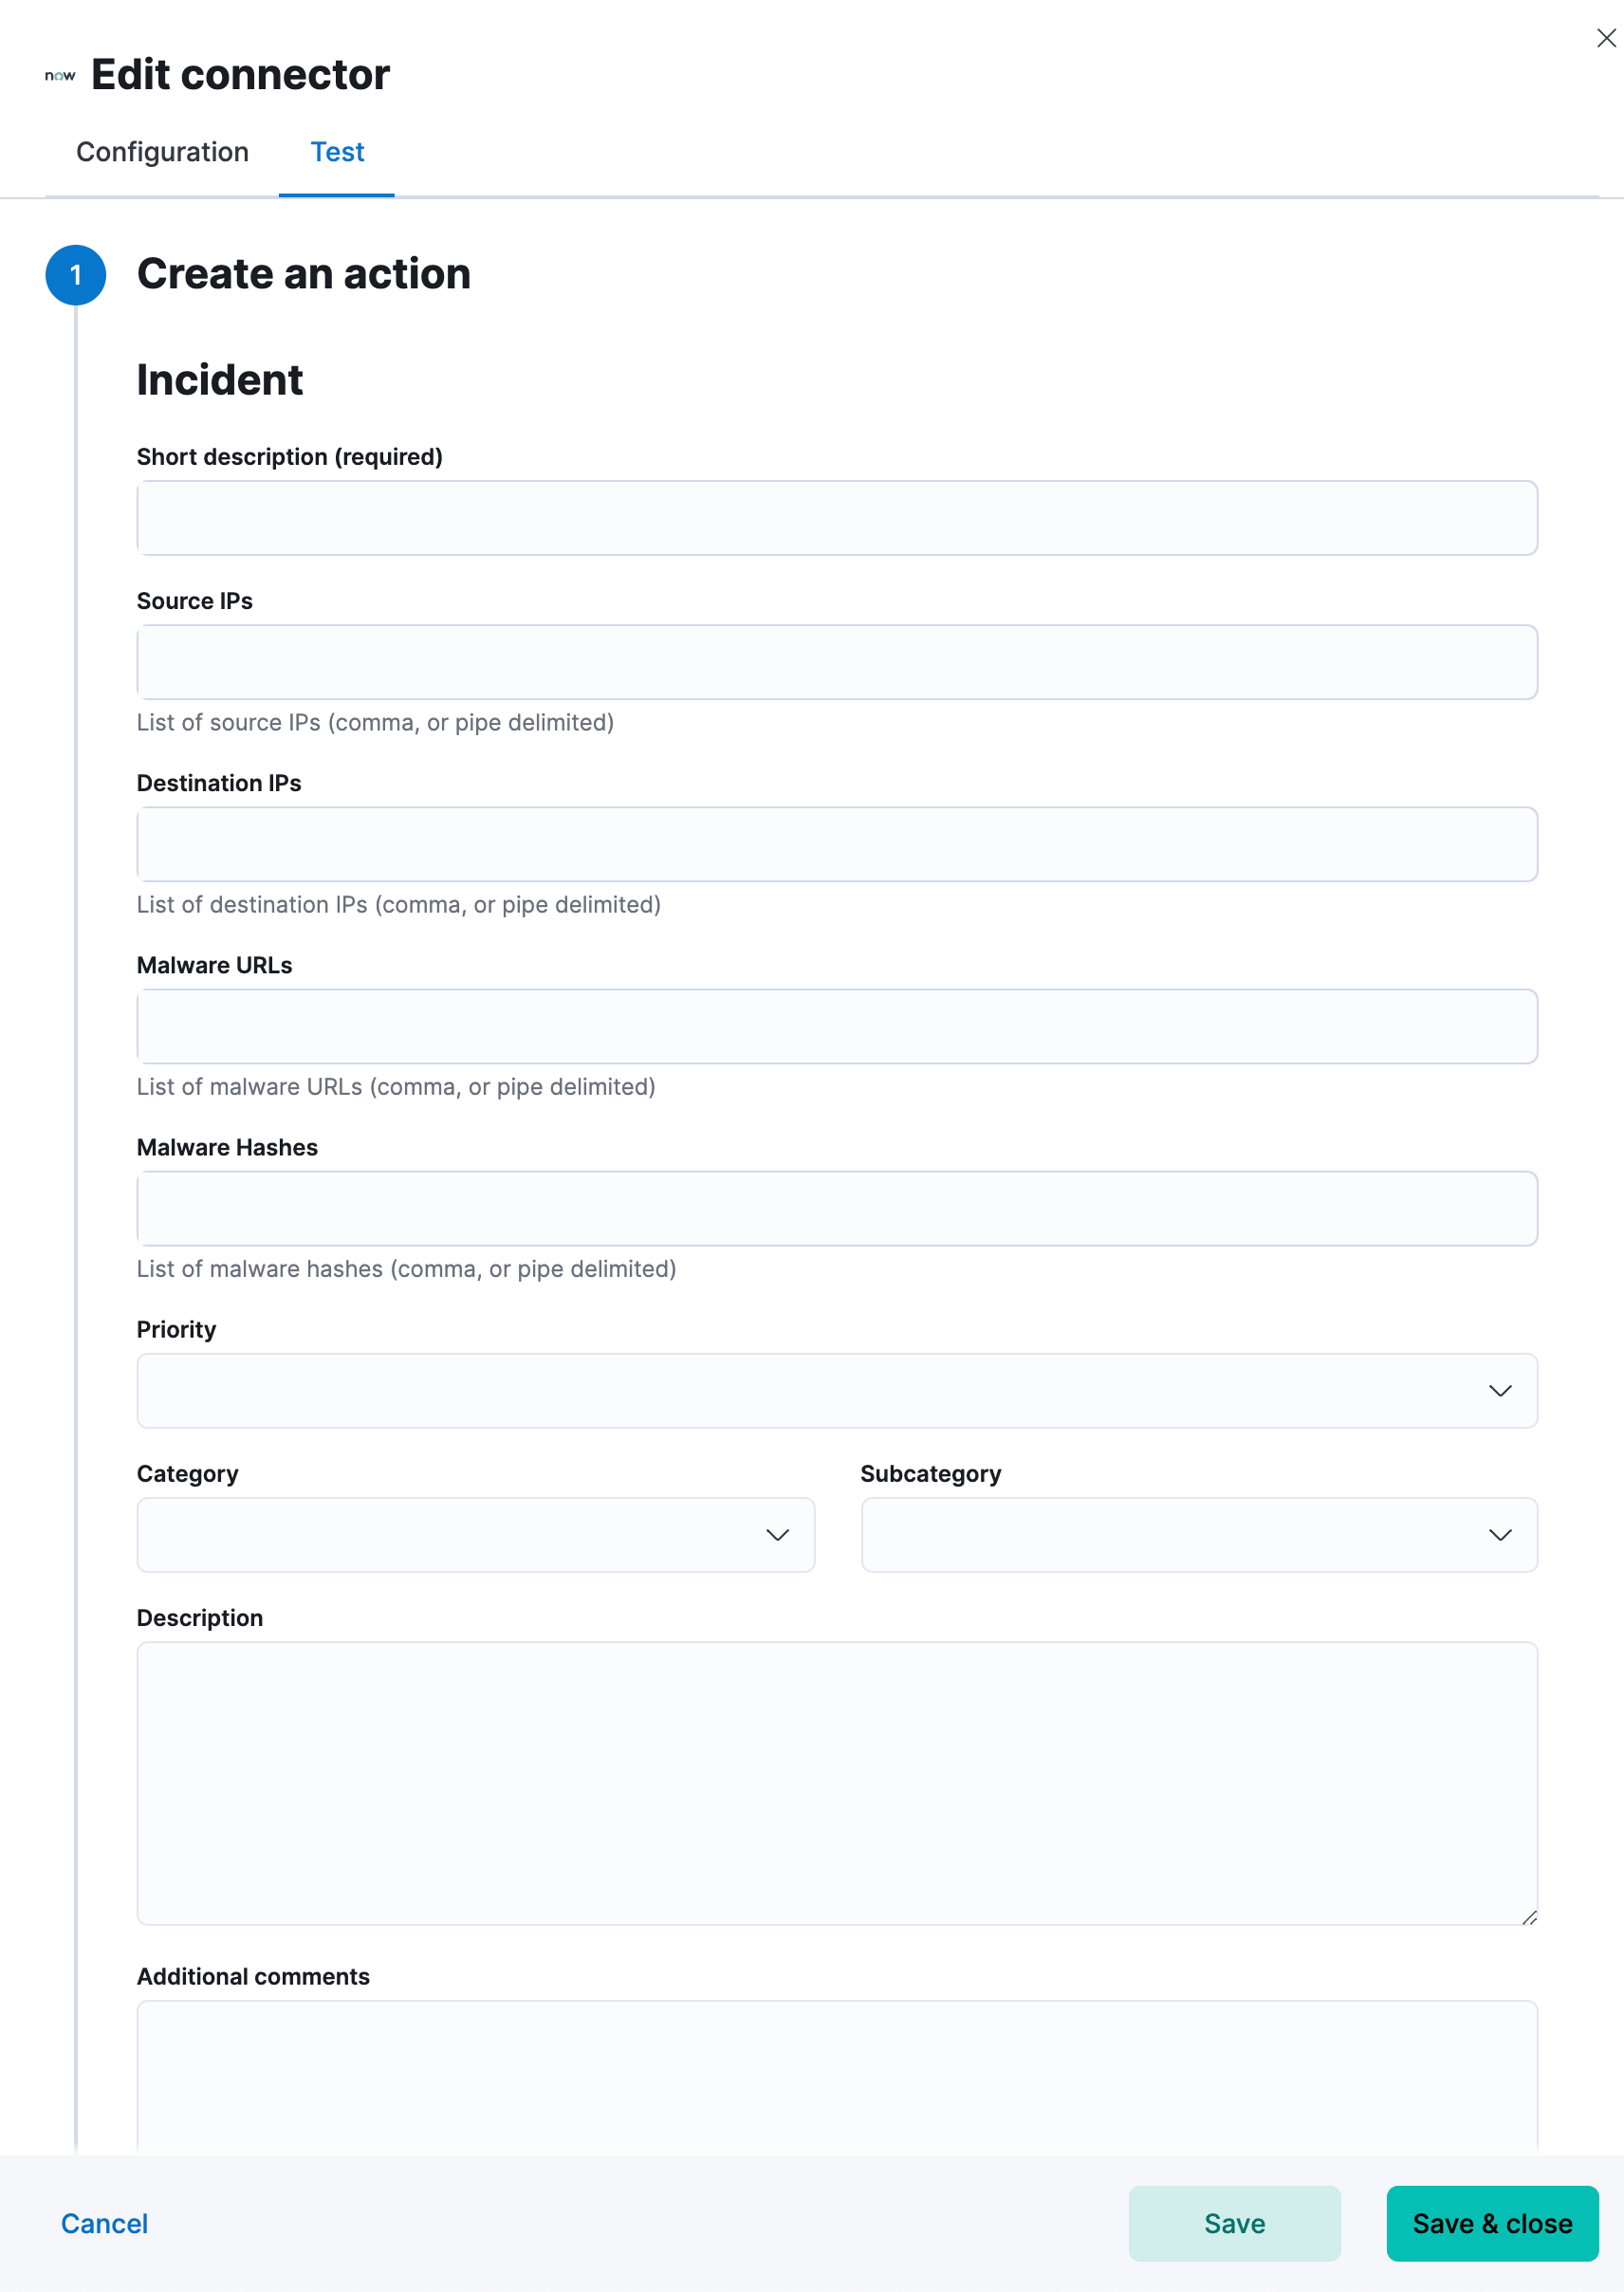 now Edit connector
Configuration Test
1 Create an action
Incident
Short description (required)
Source IPs
List of source IPs (comma, or pipe delimited)
Destination IPs
List of destination IPs (comma, or pipe delimited)
Malware URLs
List of malware URLs (comma, or pipe delimited)
Malware Hashes
List of malware hashes (comma, or pipe delimited)
Priority
Category Subcategory
Description
Additional comments
Cancel Save Save & close